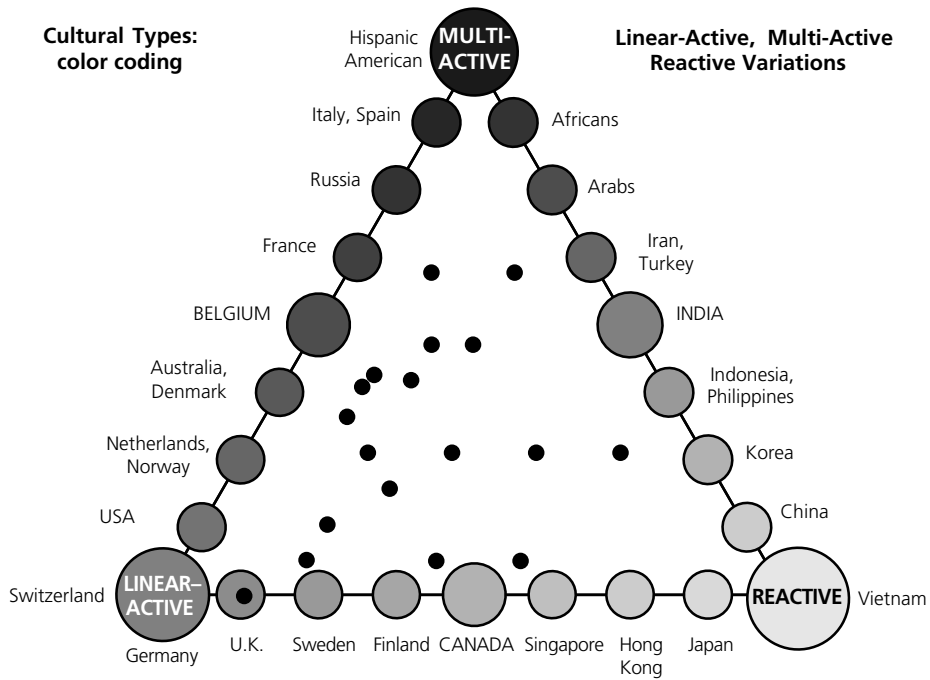 Cultural Types:
color coding
Linear-Active, Multi-Active
Reactive Variations
Hispanic
American
MULTI-
ACTIVE
Italy, Spain
Africans
Russia
Arabs
France
Iran,
Turkey
BELGIUM
INDIA
Australia,
Denmark
Indonesia,
Philippines
Netherlands,
Norway
Korea
USA
China
Switzerland
LINEAR–
ACTIVE
REACTIVE
Vietnam
Germany
U.K.
Sweden
Finland
CANADA
Singapore
Hong
Kong
Japan